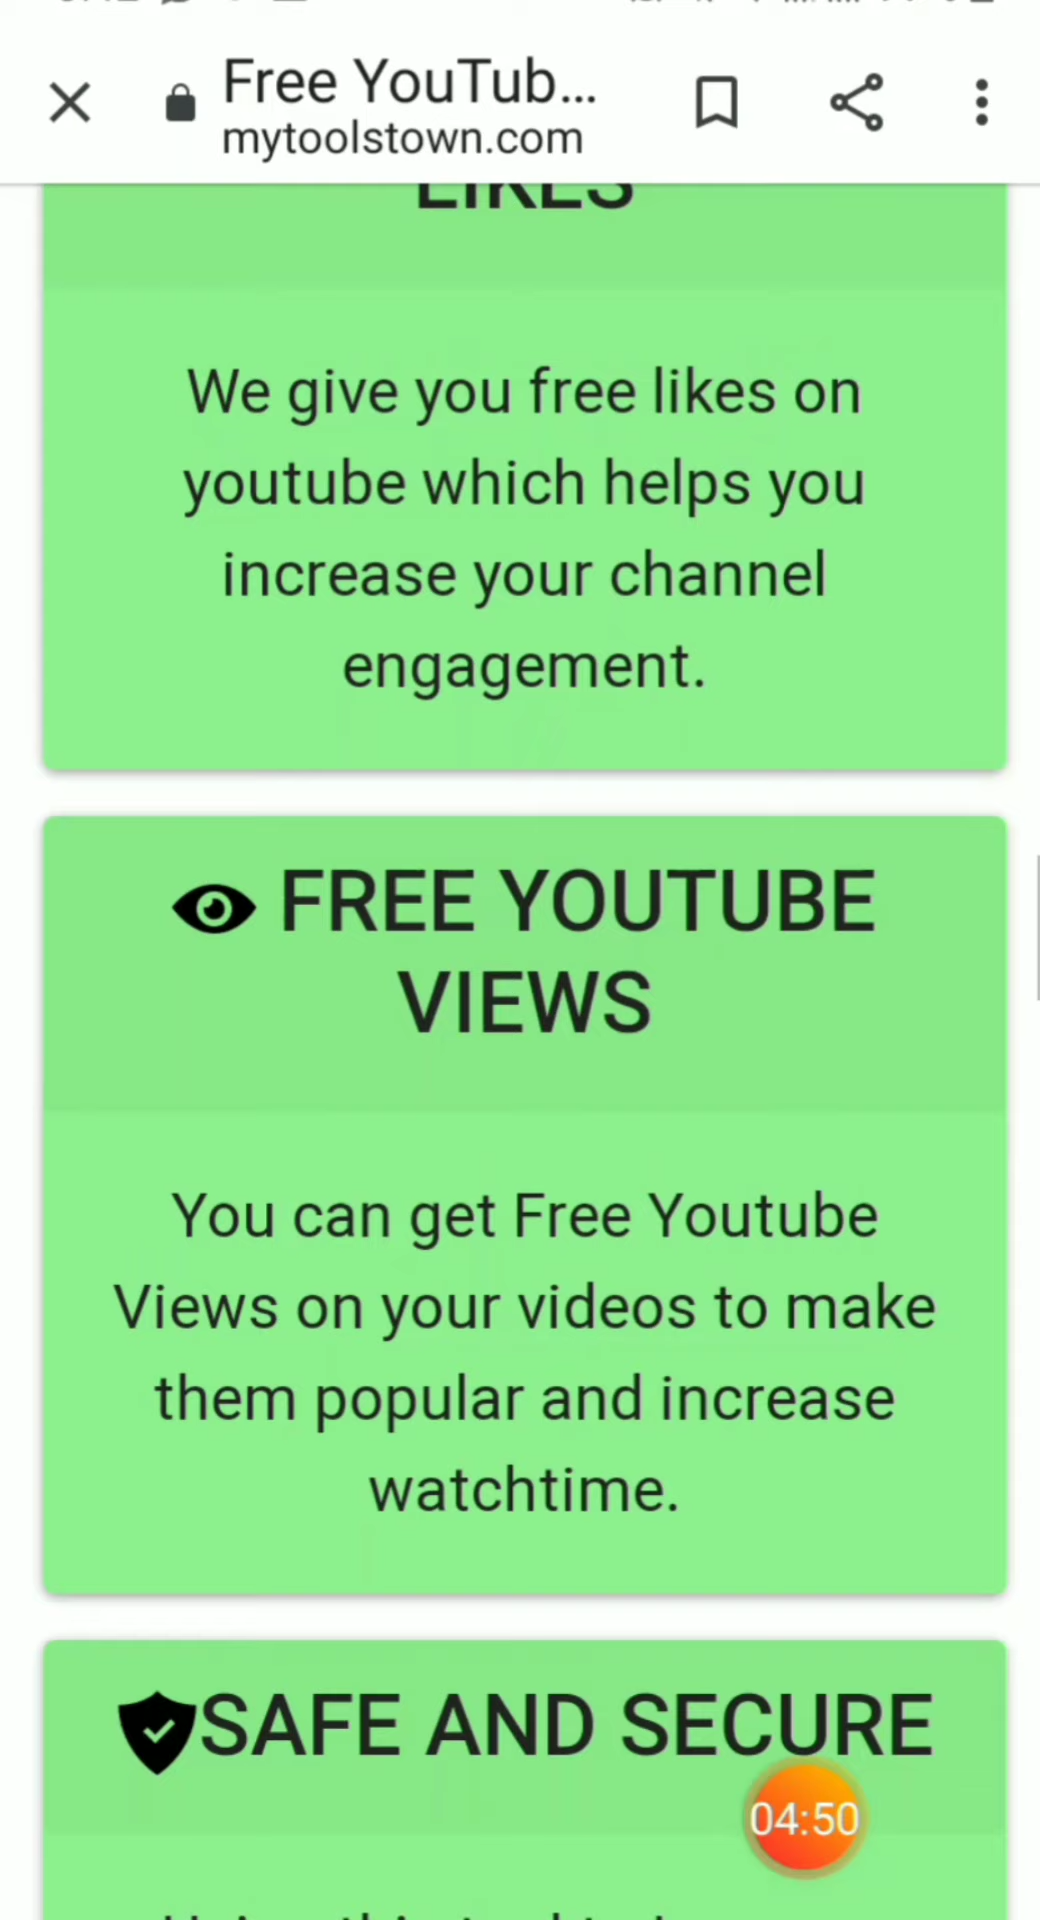 Free YouTub...
mytoolstown.com
LIKES
We give you free likes on
youtube which helps you
increase your channel
engagement.
FREE YOUTUBE
VIEWS
You can get Free Youtube
Views on your videos to make
them popular and increase
watchtime.
SAFE AND SECURE
04:50